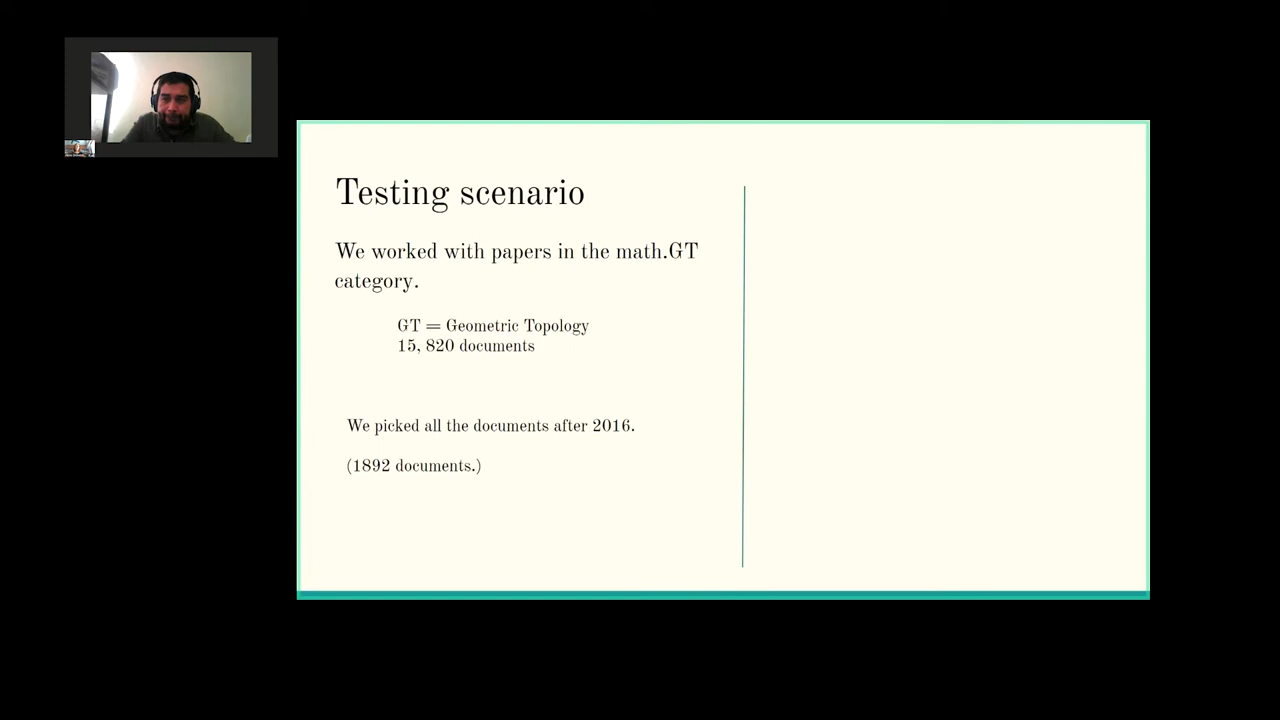 Testing scenario
We worked with papers in the math.GT
category.
GT = Geometric Topology
15, 820 documents
We picked all the documents after 2016.
(1892 documents.)